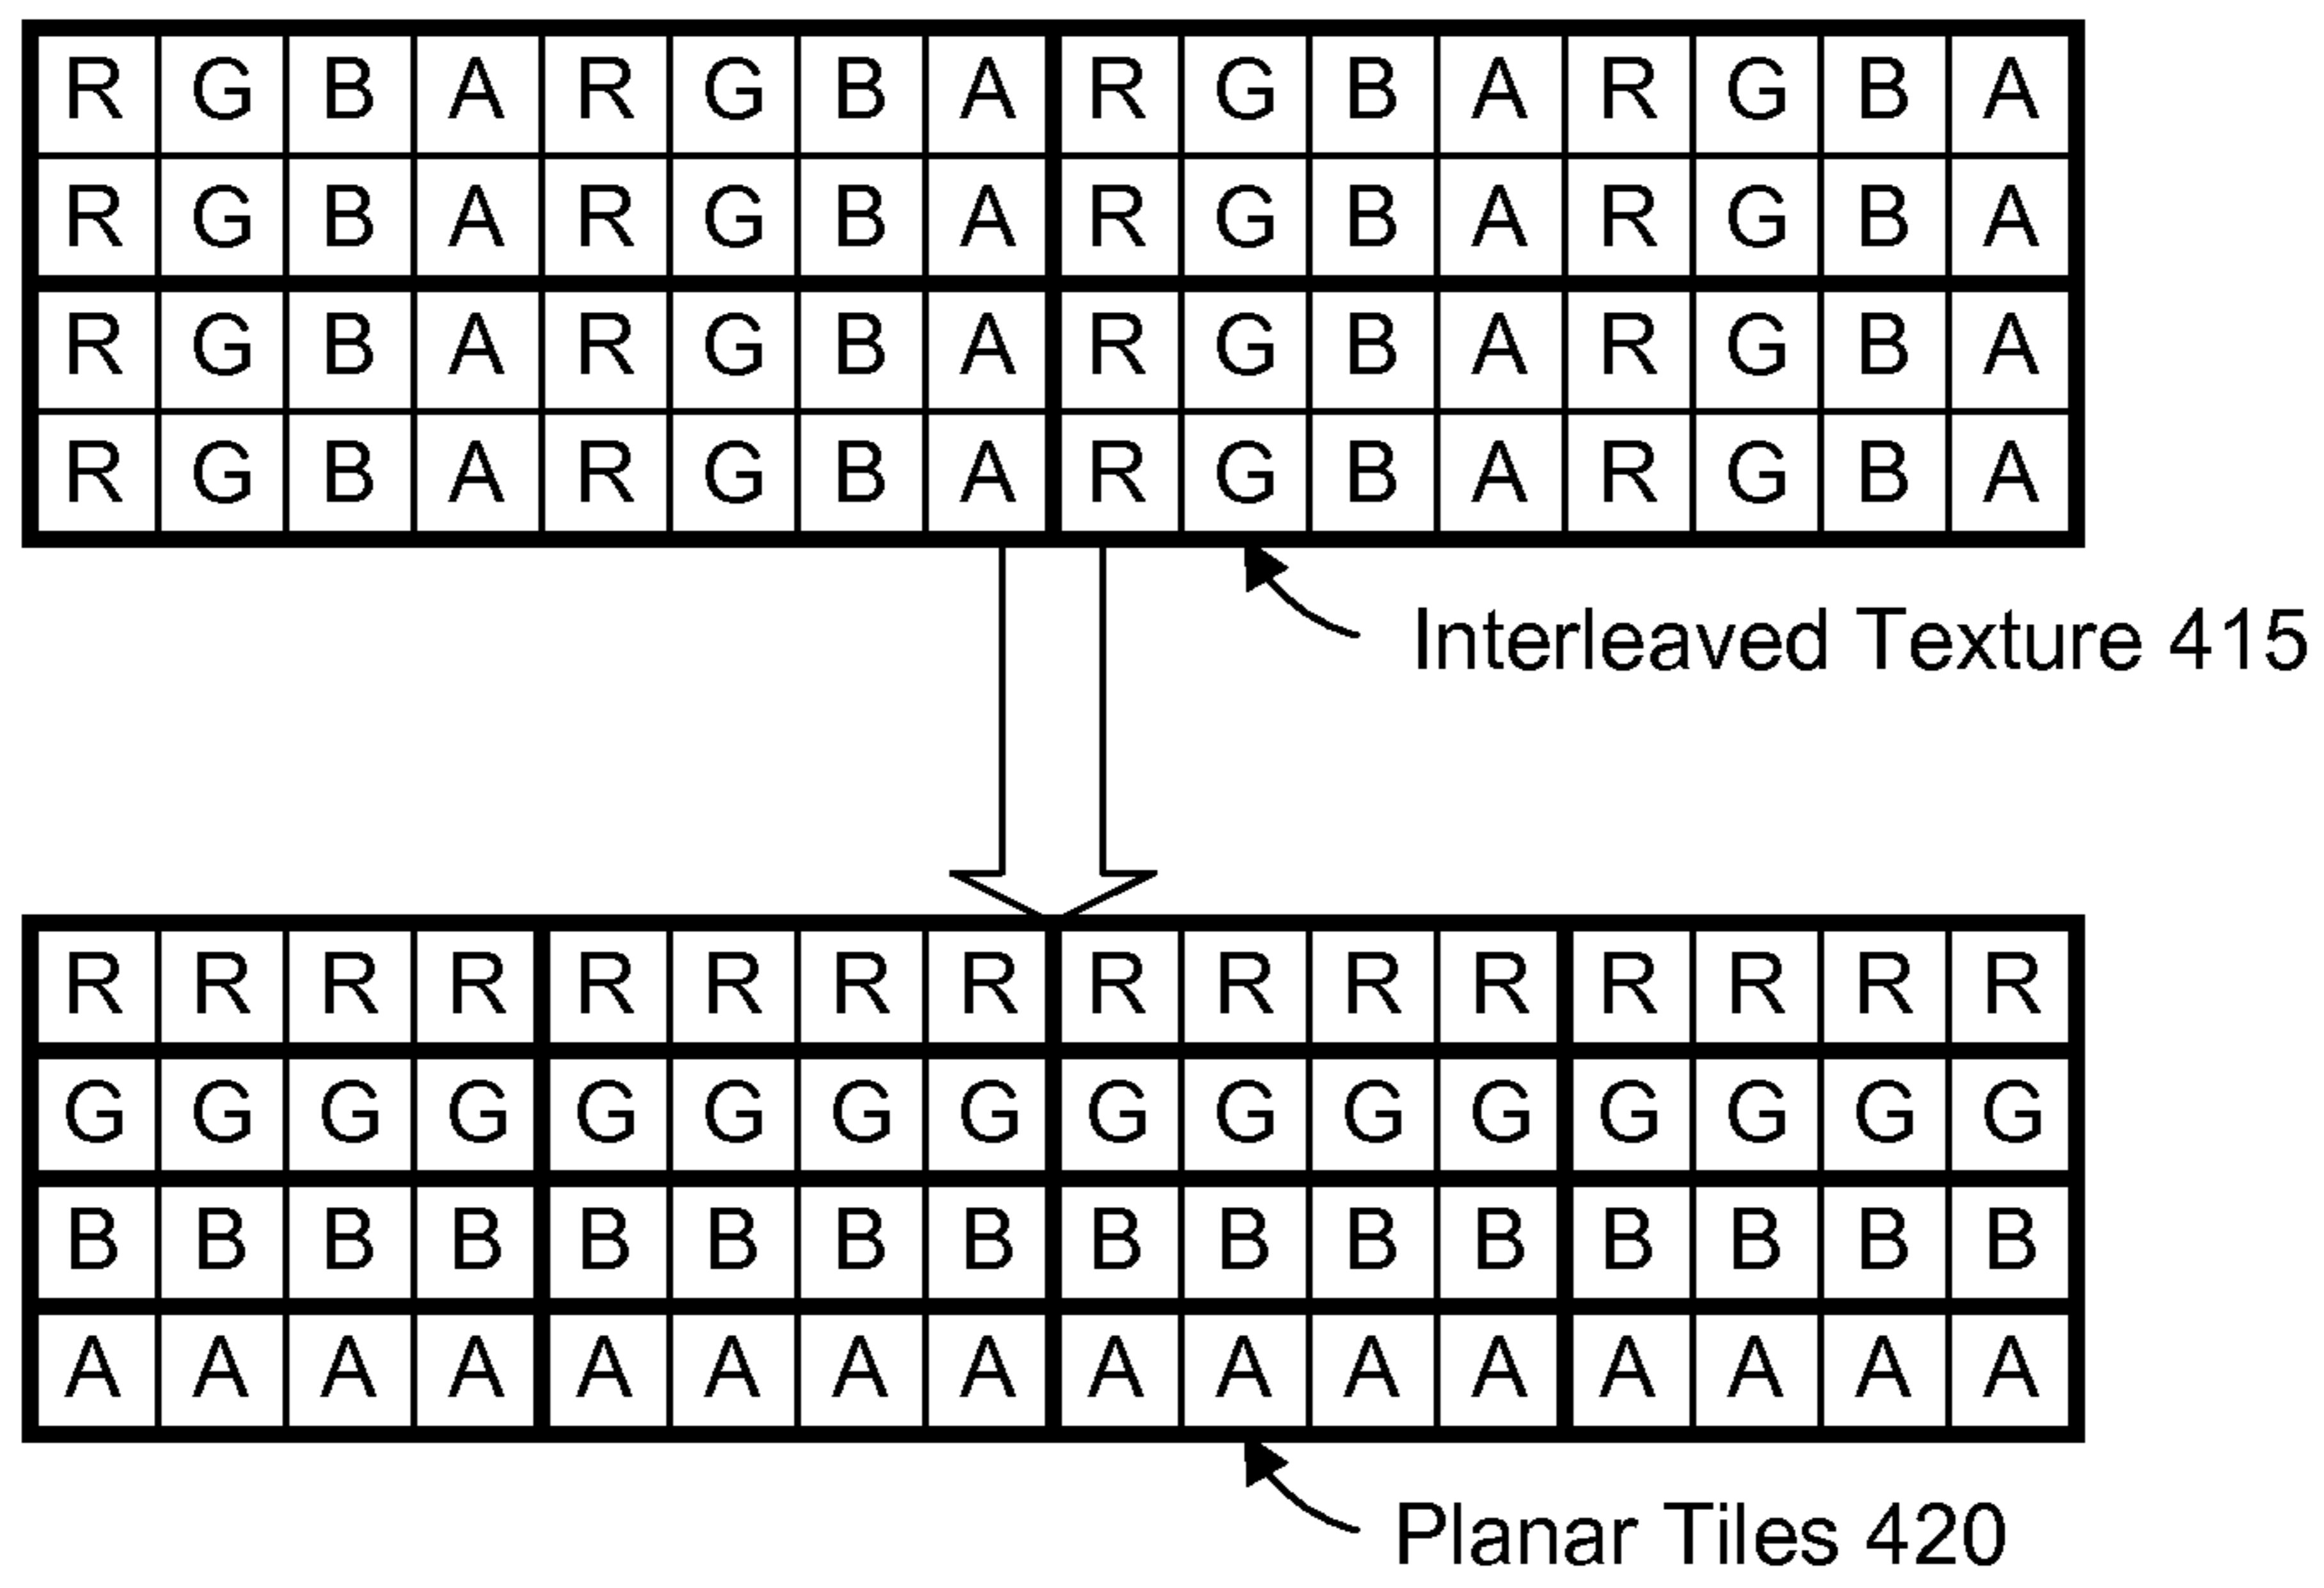 R G B A R G B A R G B A R G B A
R G B A R G B A R G B A R G B A
R G B A R G B A R G B A R G B A
R G B A R G B A R G B A R G B A
Interleaved Texture 415
R R R R R R R R R R R R R R R R
G G G G G G G G G G G G G G G G
B B B B B B B B B B B B B B B B
A A A A A A A A A A A A A A A A
Planar Tiles 420